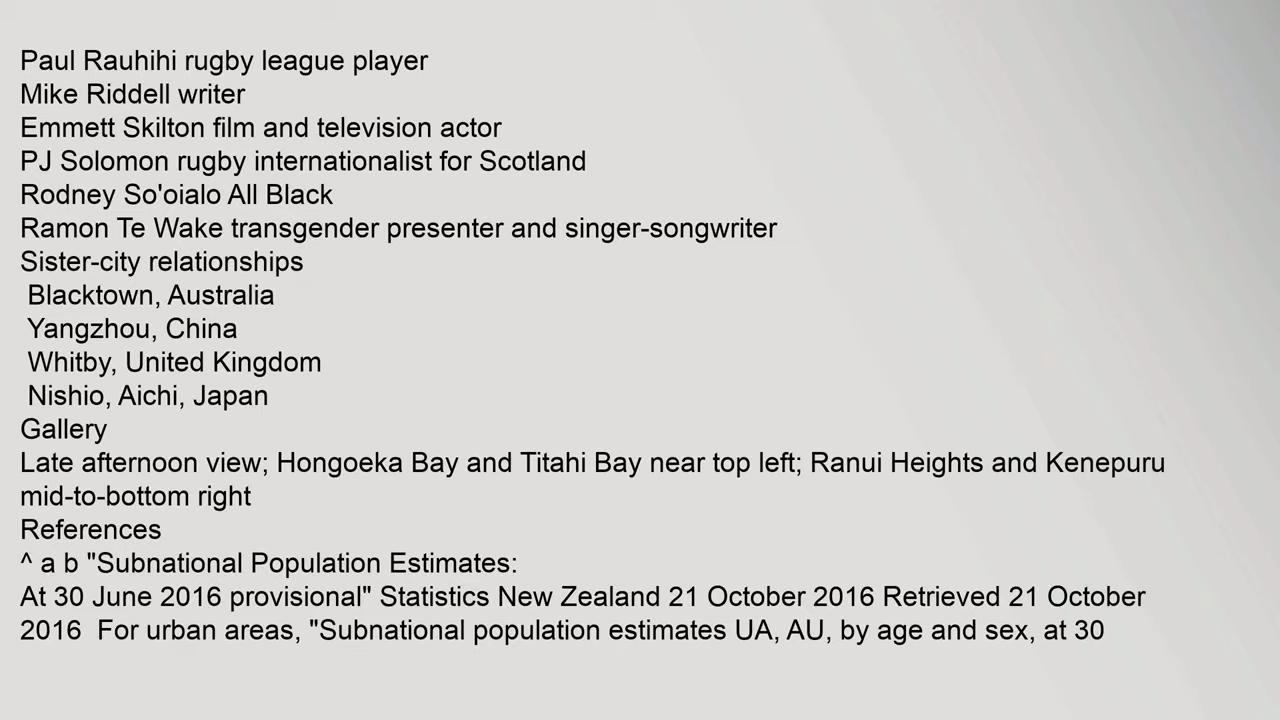 Paul Rauhihi rugby league player
Mike Riddell writer
Emmett Skilton film and television actor
PJ Solomon rugby internationalist for Scotland
Rodney So'oialo All Black
Ramon Te Wake transgender presenter and singer-songwriter
Sister-city relationships
Blacktown, Australia
Yangzhou, China
Whitby, United Kingdom
Nishio, Aichi, Japan
Gallery
Late afternoon view; Hongoeka Bay and Titahi Bay near top left; Ranui Heights and Kenepuru
mid-to-bottom right
References
^ a b "Subnational Population Estimates:
At 30 June 2016 provisional" Statistics New Zealand 21 October 2016 Retrieved 21 October
2016  For urban areas, "Subnational population estimates UA, AU, by age and sex, at 30